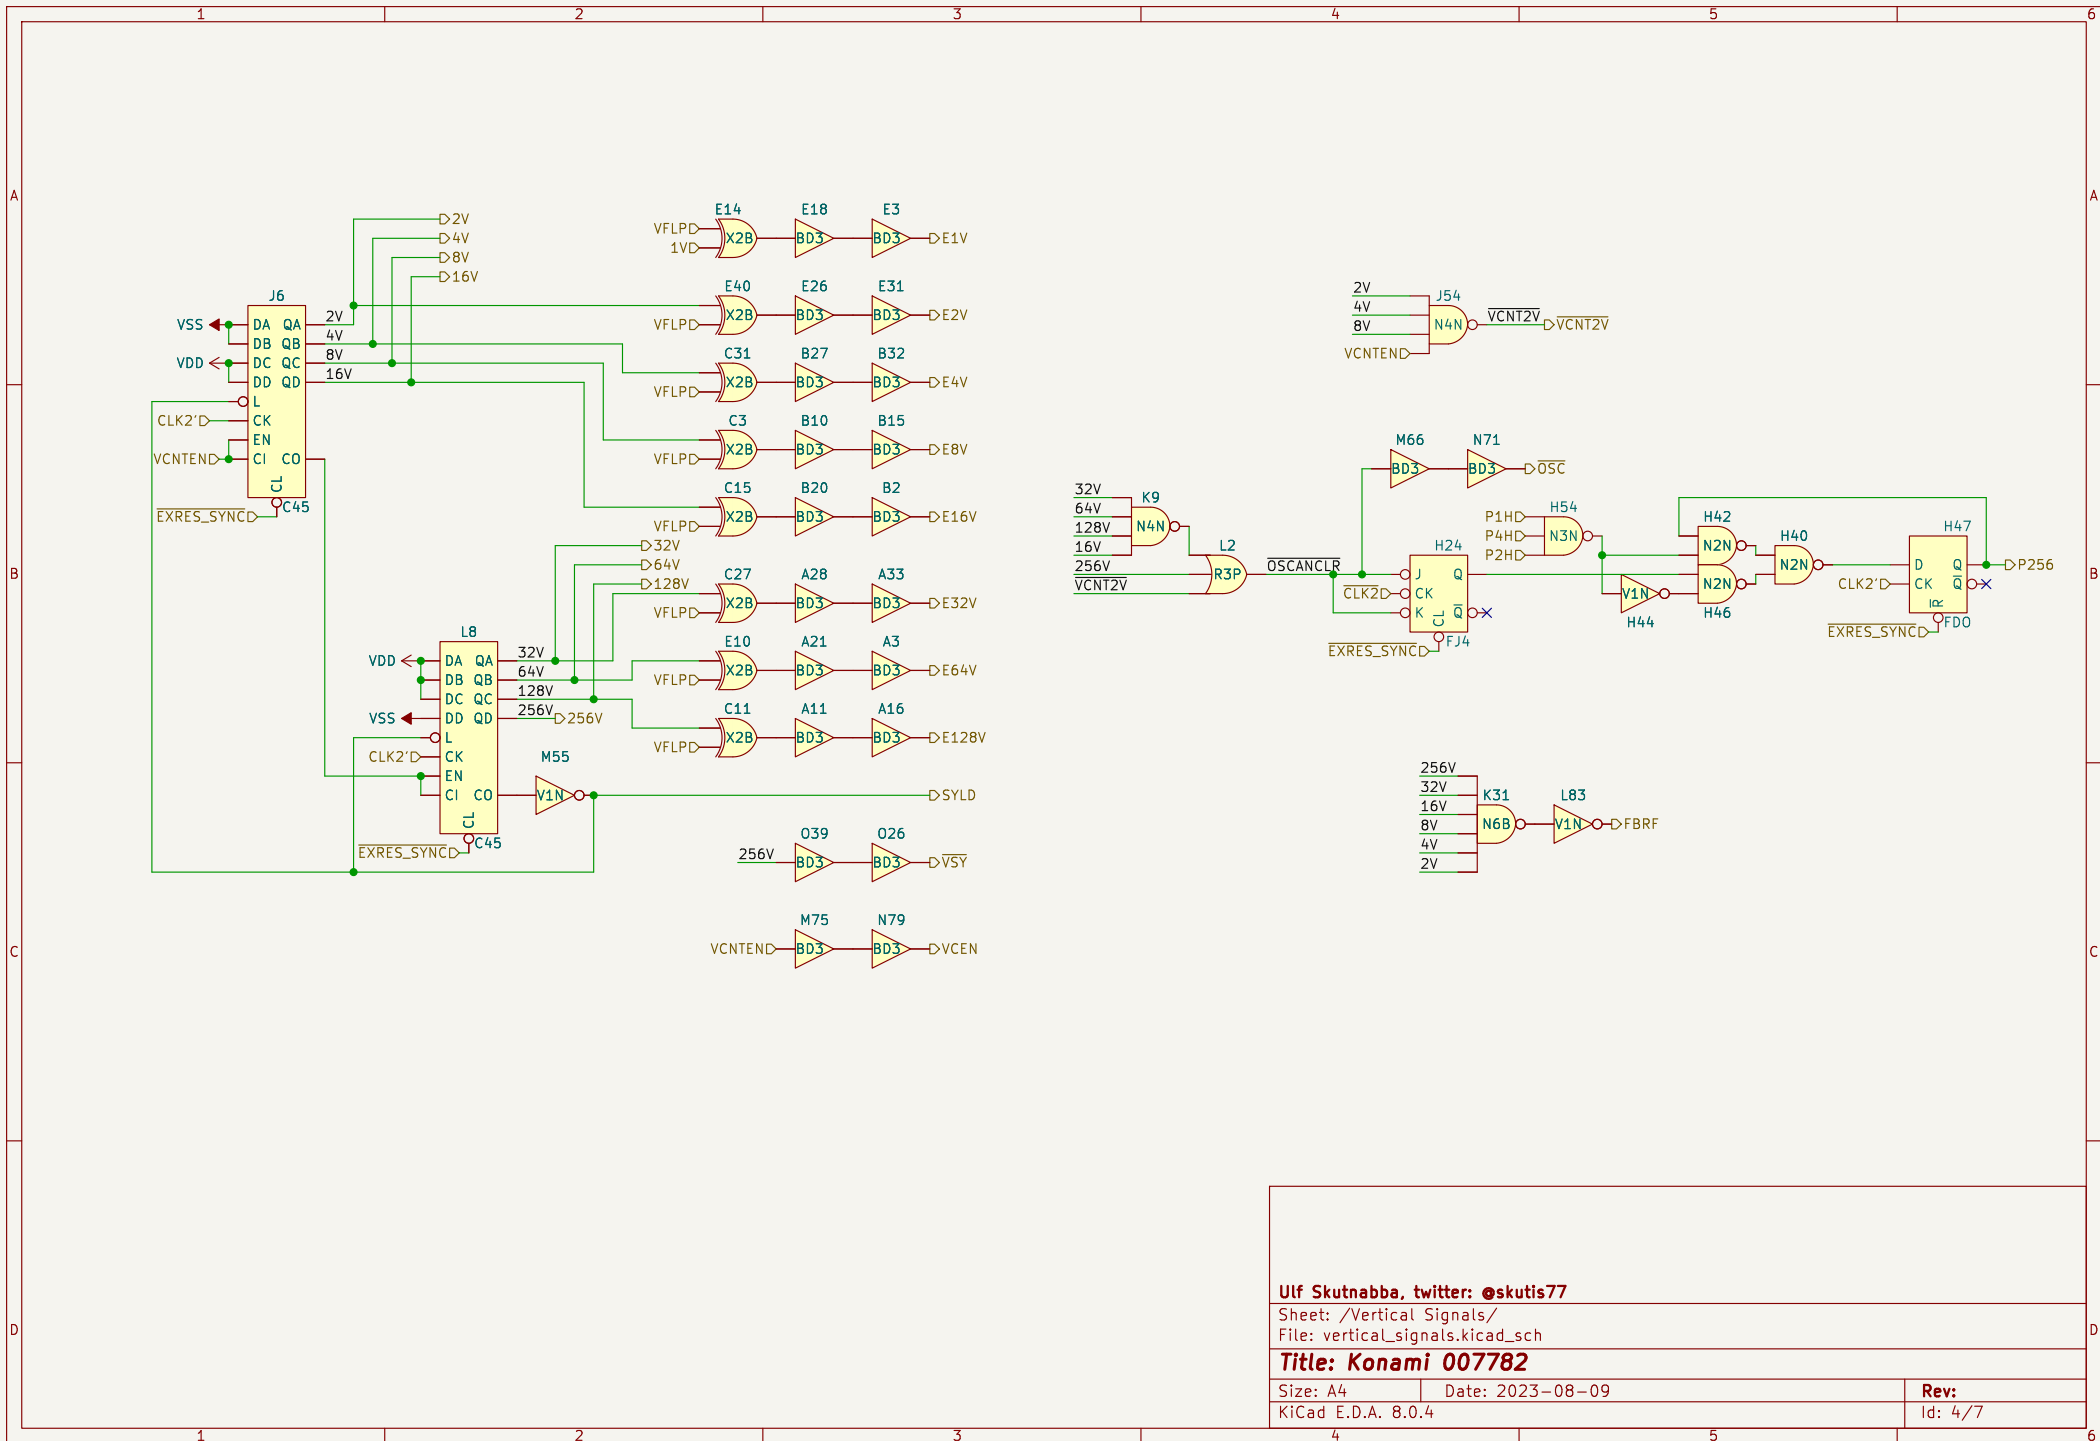 1 2 3 4 5 6
A A
B B
C C
D D
2V
4V
8V
16V
J6
VSS
VDD
DA QA 2V
DB QB 4V
DC QC 8V
DD QD 16V
L
CLK2' CK
EN
VCNTEN CI CO
CL
EXRES_SYNC C45
E14 E18 E3
VFLP
1V
X2B BD3 BD3 E1V
E40 E26 E31
X2B BD3 BD3 E2V
VFLP
C31 B27 B32
X2B BD3 BD3 E4V
VFLP
C3 B10 B15
X2B BD3 BD3 E8V
VFLP
C15 B20 B2
X2B BD3 BD3 E16V
VFLP
32V
64V
128V
C27 A28 A33
X2B BD3 BD3 E32V
VFLP
E10 A21 A3
X2B BD3 BD3 E64V
VFLP
C11 A11 A16
X2B BD3 BD3 E128V
VFLP
L8
VDD DA QA 32V
DB QB 64V
DC QC 128V
VSS DD QD 256V 256V
L
CLK2' CK
EN
CI CO
CL
EXRES_SYNC C45
M55
V1N SYLD
O39 O26
256V BD3 BD3 VSY
M75 N79
VCNTEN BD3 BD3 VCEN
2V
4V
8V
VCNTEN
J54
N4N VCNT2V VCNT2V
M66 N71
BD3 BD3 OSC
32V
64V
128V
16V
256V
VCNT2V
K9
N4N
L2
R3P OSCANCLR
H24
J Q
CLK2 CK
K Q
CL
EXRES_SYNC FJ4
H54
P1H
P4H
P2H
N3N
V1N
H44
H42
N2N
N2N
H46
H40
N2N
H47
D Q P256
CLK2' CK Q
R
EXRES_SYNC FDO
256V
32V
16V
8V
4V
2V
K31 L83
N6B V1N FBRF
Ulf Skutnabba, twitter: @skutis77
Sheet: /Vertical Signals/
File: vertical_signals.kicad_sch
Title: Konami 007782
Size: A4 Date: 2023-08-09 Rev:
KiCad E.D.A. 8.0.4 Id: 4/7
1 2 3 4 5 6